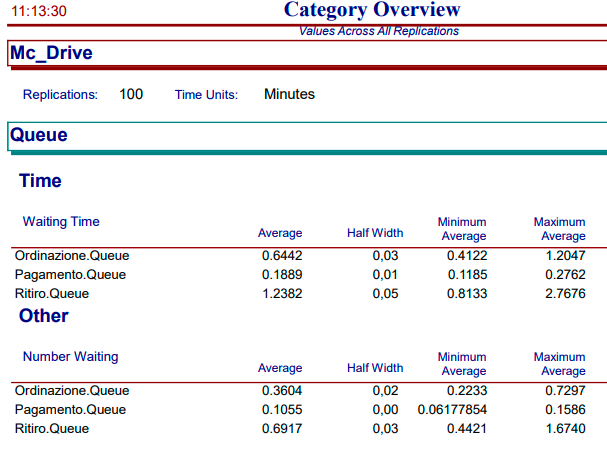 11:13:30
Category Overview
Values Across All Replications
Mc_Drive
Replications: 100 Time Units: Minutes
Queue
Time
Waiting Time Average Half Width Minimum Average Maximum Average
Ordinazione.Queue 0.6442 0,03 0.4122 1.2047
Pagamento.Queue 0.1889 0,01 0.1185 0.2762
Ritiro.Queue 1.2382 0,05 0.8133 2.7676
Other
Number Waiting Average Half Width Minimum Average Maximum Average
Ordinazione.Queue 0.3604 0,02 0.2233 0.7297
Pagamento.Queue 0.1055 0,00 0.06177854 0.1586
Ritiro.Queue 0.6917 0,03 0.4421 1.6740